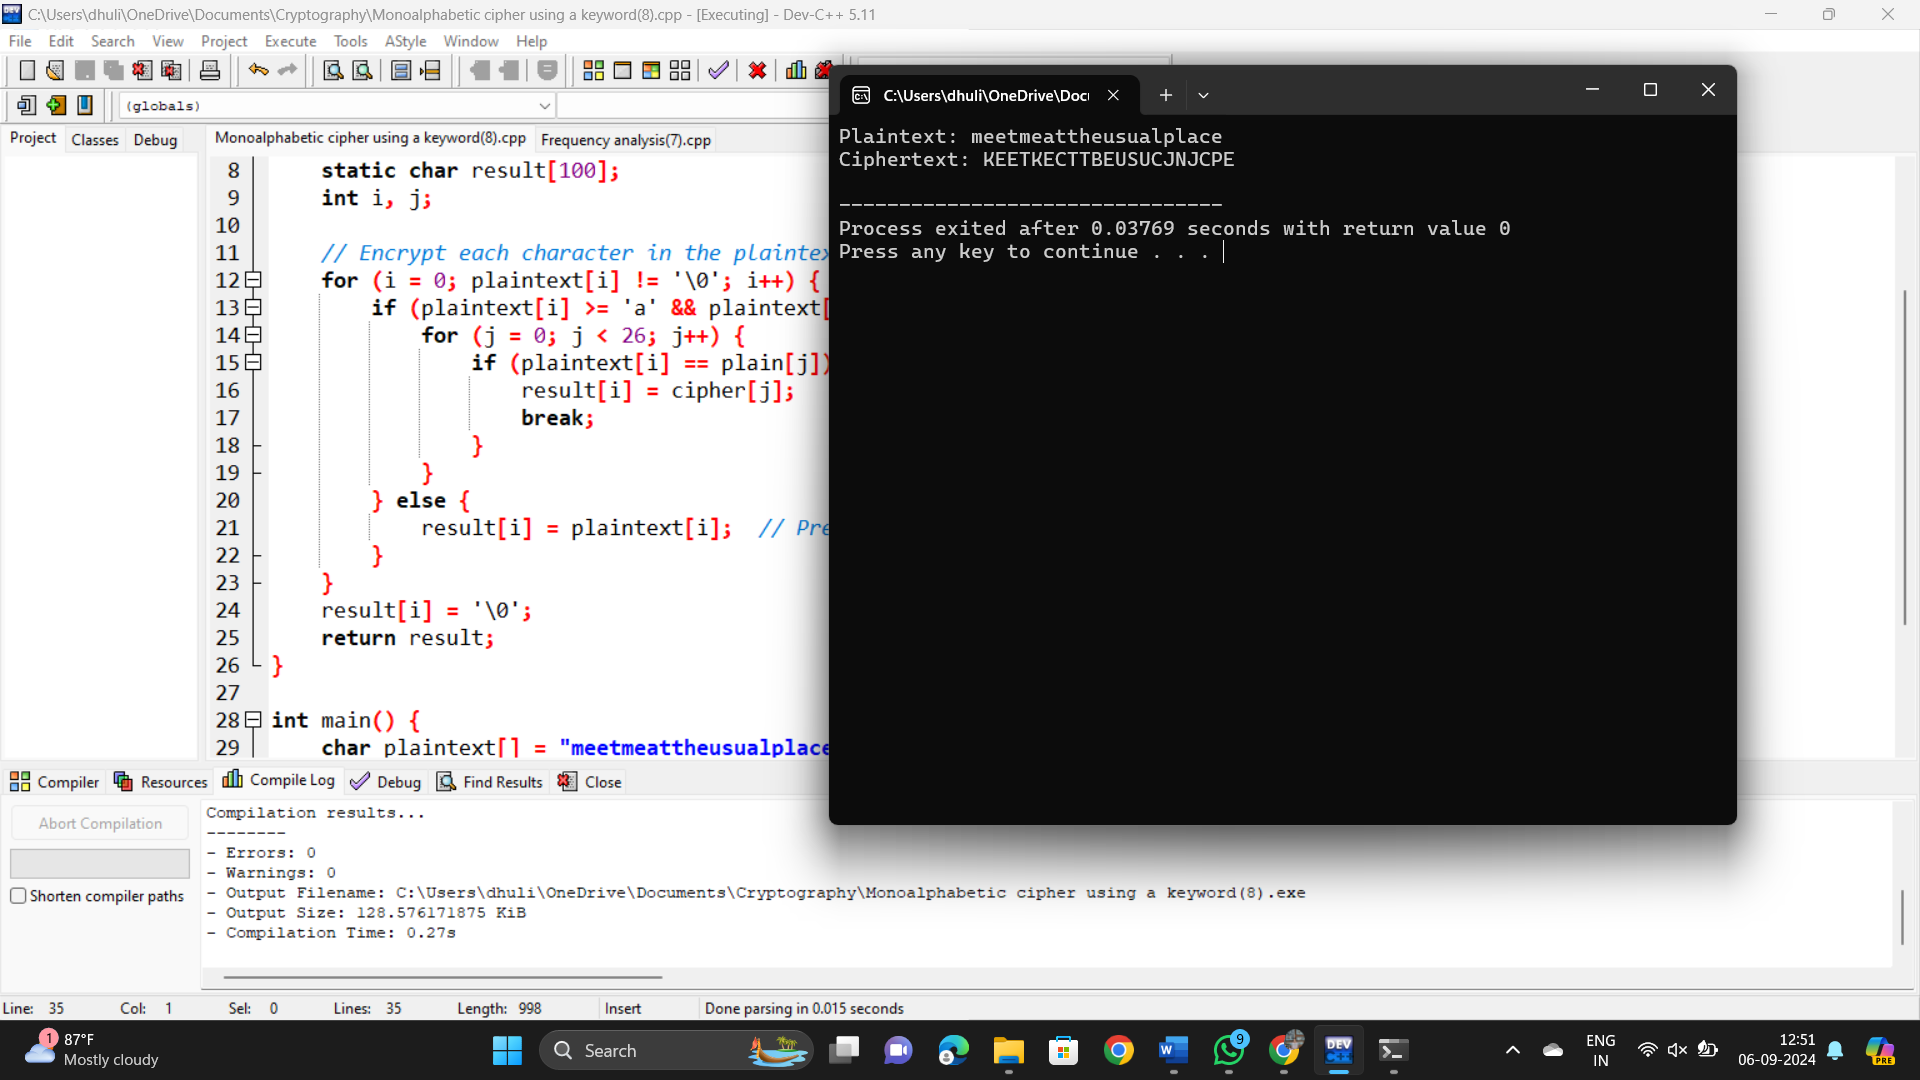 C:\Users\dhuli\OneDrive\Documents\Cryptography\Monoalphabetic cipher using a keyword(8).cpp - [Executing] - Dev-C++ 5.11
File Edit Search View Project Execute Tools AStyle Window Help
(globals)
Project Classes Debug
Monoalphabetic cipher using a keyword(8).cpp Frequency analysis(7).cpp
8 static char result[100];
9 int i, j;
10
11 // Encrypt each character in the plaintex
12 for (i = 0; plaintext[i] != '\0'; i++) {
13 if (plaintext[i] >= 'a' && plaintext[
14 for (j = 0; j < 26; j++) {
15 if (plaintext[i] == plain[j])
16 result[i] = cipher[j];
17 break;
18 }
19 }
20 } else {
21 result[i] = plaintext[i]; // Pre
22 }
23 }
24 result[i] = '\0';
25 return result;
26 }
27
28 int main() {
29 char plaintext[] = "meetmeattheusualplace
C:\Users\dhuli\OneDrive\Doc
Plaintext: meetmeattheusualplace
Ciphertext: KEETKECTTBEUSUCJNJCPE
--------------------------------
Process exited after 0.03769 seconds with return value 0
Press any key to continue . . .
Compiler Resources Compile Log Debug Find Results Close
Abort Compilation
Shorten compiler paths
Compilation results...
--------
- Errors: 0
- Warnings: 0
- Output Filename: C:\Users\dhuli\OneDrive\Documents\Cryptography\Monoalphabetic cipher using a keyword(8).exe
- Output Size: 128.576171875 KiB
- Compilation Time: 0.27s
Line: 35 Col: 1 Sel: 0 Lines: 35 Length: 998 Insert Done parsing in 0.015 seconds
1
87°F
Mostly cloudy
Search
W
9
DEV
C++
ENG
IN
12:51
06-09-2024
PRE